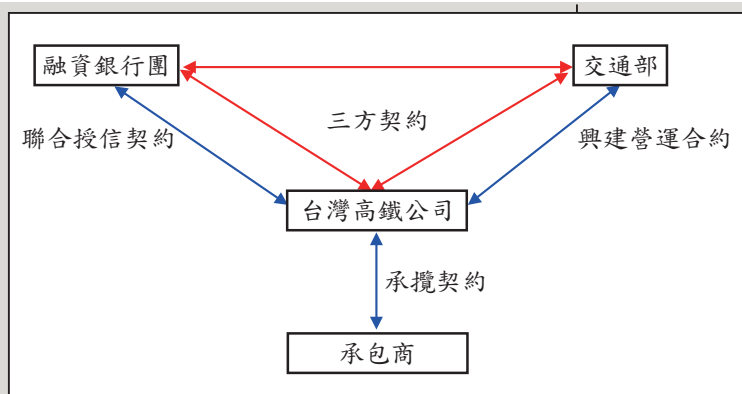 融資銀行團
交通部
三方契約
聯合授信契約
興建營運合約
台灣高鐵公司
承攬契約
承包商